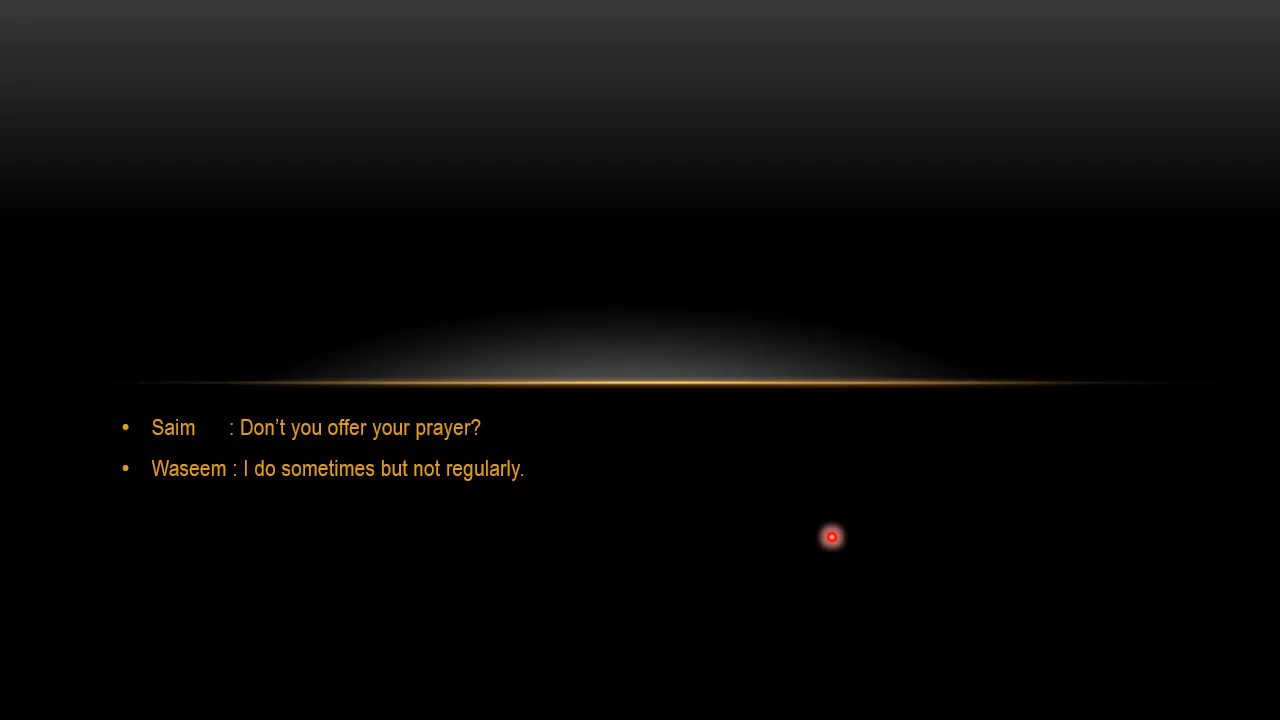 • Saim : Don’t you offer your prayer?
• Waseem : I do sometimes but not regularly.